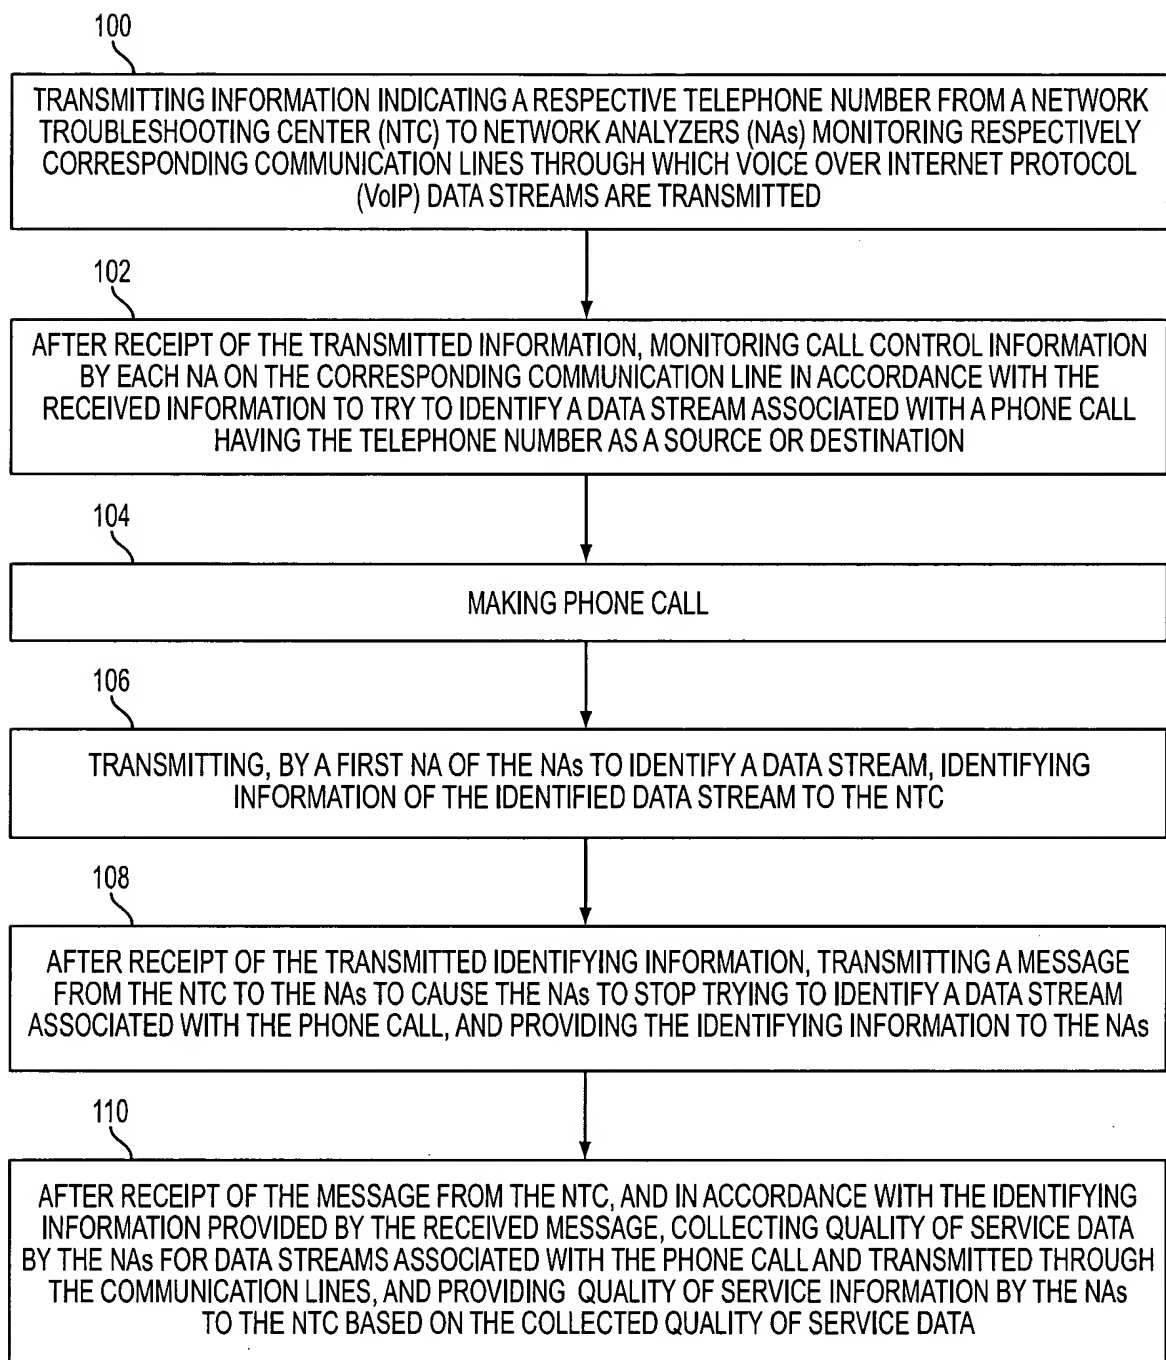 100
TRANSMITTING INFORMATION INDICATING A RESPECTIVE TELEPHONE NUMBER FROM A NETWORK
TROUBLESHOOTING CENTER (NTC) TO NETWORK ANALYZERS (NAs) MONITORING RESPECTIVELY
CORRESPONDING COMMUNICATION LINES THROUGH WHICH VOICE OVER INTERNET PROTOCOL
(VoIP) DATA STREAMS ARE TRANSMITTED
102
AFTER RECEIPT OF THE TRANSMITTED INFORMATION, MONITORING CALL CONTROL INFORMATION
BY EACH NA ON THE CORRESPONDING COMMUNICATION LINE IN ACCORDANCE WITH THE
RECEIVED INFORMATION TO TRY TO IDENTIFY A DATA STREAM ASSOCIATED WITH A PHONE CALL
HAVING THE TELEPHONE NUMBER AS A SOURCE OR DESTINATION
104
MAKING PHONE CALL
106
TRANSMITTING, BY A FIRST NA OF THE NAs TO IDENTIFY A DATA STREAM, IDENTIFYING
INFORMATION OF THE IDENTIFIED DATA STREAM TO THE NTC
108
AFTER RECEIPT OF THE TRANSMITTED IDENTIFYING INFORMATION, TRANSMITTING A MESSAGE
FROM THE NTC TO THE NAs TO CAUSE THE NAs TO STOP TRYING TO IDENTIFY A DATA STREAM
ASSOCIATED WITH THE PHONE CALL, AND PROVIDING THE IDENTIFYING INFORMATION TO THE NAs
110
AFTER RECEIPT OF THE MESSAGE FROM THE NTC, AND IN ACCORDANCE WITH THE IDENTIFYING
INFORMATION PROVIDED BY THE RECEIVED MESSAGE, COLLECTING QUALITY OF SERVICE DATA
BY THE NAs FOR DATA STREAMS ASSOCIATED WITH THE PHONE CALL AND TRANSMITTED THROUGH
THE COMMUNICATION LINES, AND PROVIDING QUALITY OF SERVICE INFORMATION BY THE NAs
TO THE NTC BASED ON THE COLLECTED QUALITY OF SERVICE DATA